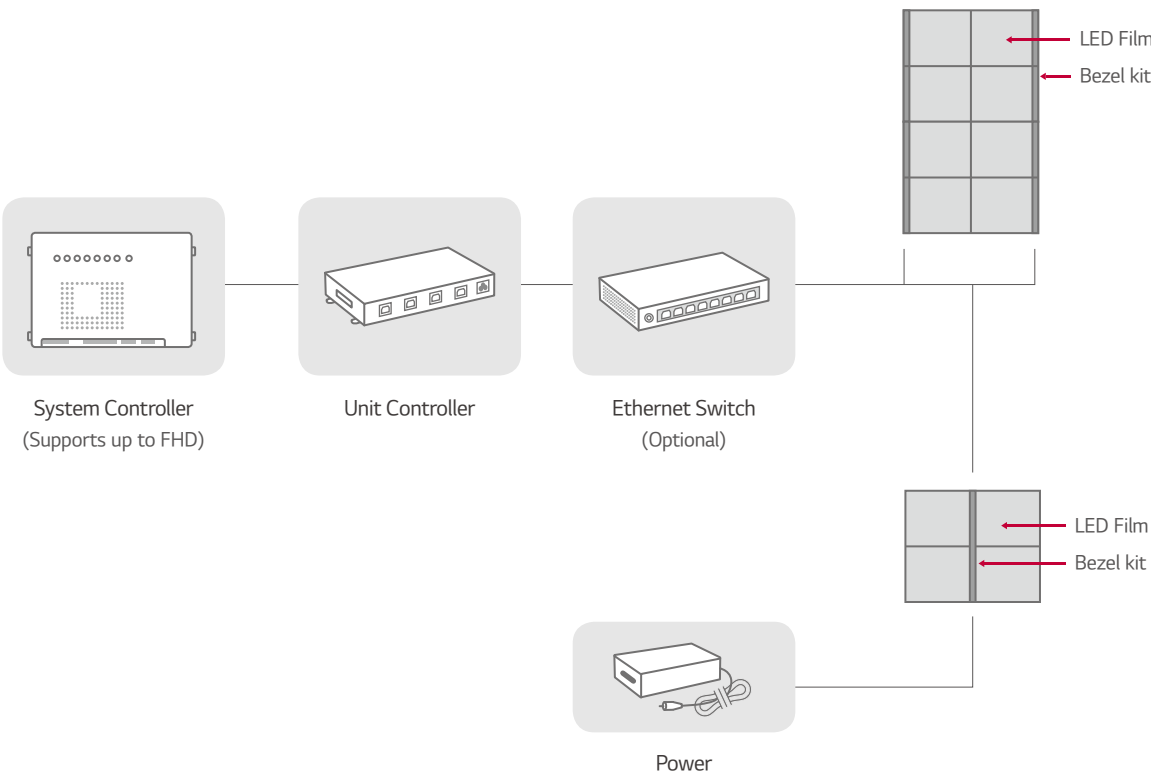 LED Film
Bezel kit
System Controller
(Supports up to FHD)
Unit Controller
Ethernet Switch
(Optional)
LED Film
Bezel kit
Power